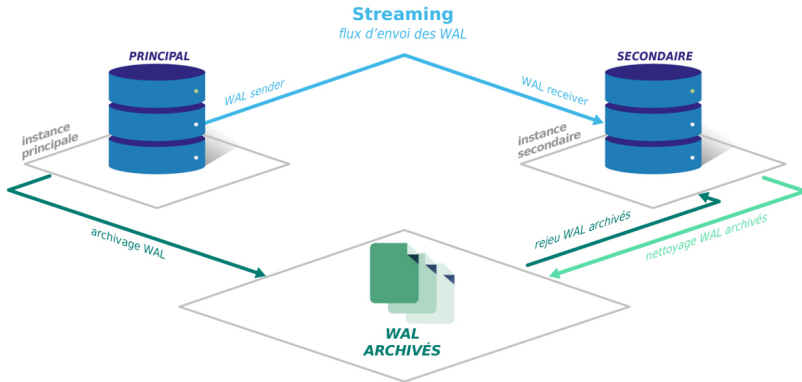 Streaming
flux d'envoi des WAL
PRINCIPAL
SECONDAIRE
WAL sender
WAL receiver
instance
principale
instance
secondaire
archivage WAL
rejeu WAL archivés
nettoyage WAL archivés
WAL
ARCHIVÉS